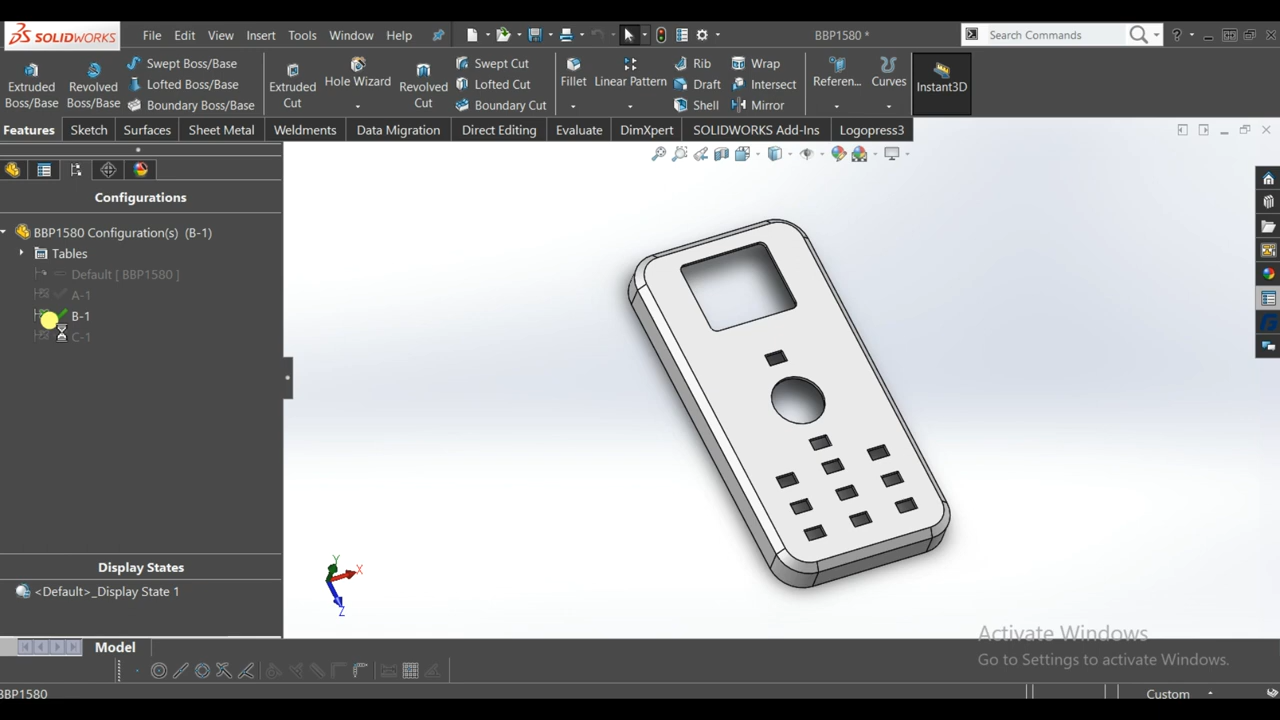 SOLIDWORKS File Edit View Insert Tools Window Help BBP1580 * Search Commands ?
Extruded Boss/Base Revolved Boss/Base Swept Boss/Base Lofted Boss/Base Boundary Boss/Base Extruded Cut Hole Wizard Revolved Cut Swept Cut Lofted Cut Boundary Cut Fillet Linear Pattern Rib Draft Shell Wrap Intersect Mirror Referen... Curves Instant3D
Features Sketch Surfaces Sheet Metal Weldments Data Migration Direct Editing Evaluate DimXpert SOLIDWORKS Add-Ins Logopress3
Configurations
BBP1580 Configuration(s) (B-1)
Tables
Default [ BBP1580 ]
A-1
B-1
C-1
Display States
<Default>_Display State 1
Y
X
Z
Activate Windows
Go to Settings to activate Windows.
Model
BBP1580 Custom